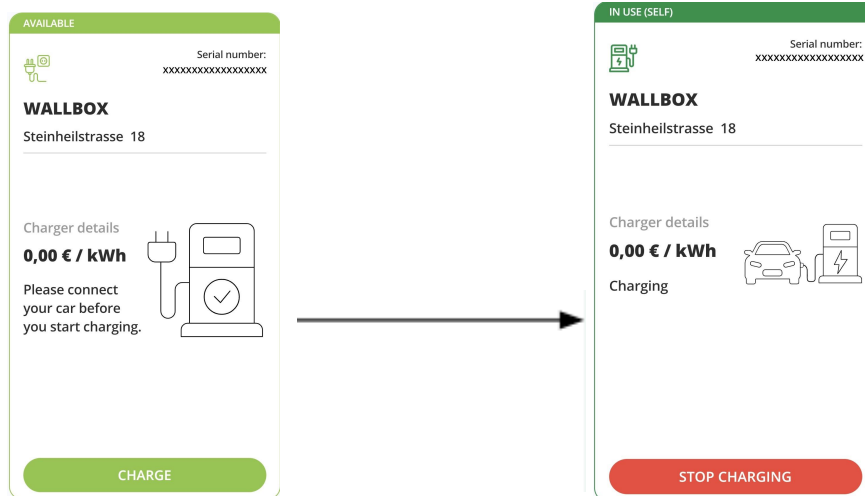 AVAILABLE
Serial number:
xxxxxxxxxxxxxxxxxx
WALLBOX
Steinheilstrasse 18
Charger details
0,00 € / kWh
Please connect
your car before
you start charging.
CHARGE
IN USE (SELF)
Serial number:
xxxxxxxxxxxxxxxxxx
WALLBOX
Steinheilstrasse 18
Charger details
0,00 € / kWh
Charging
STOP CHARGING